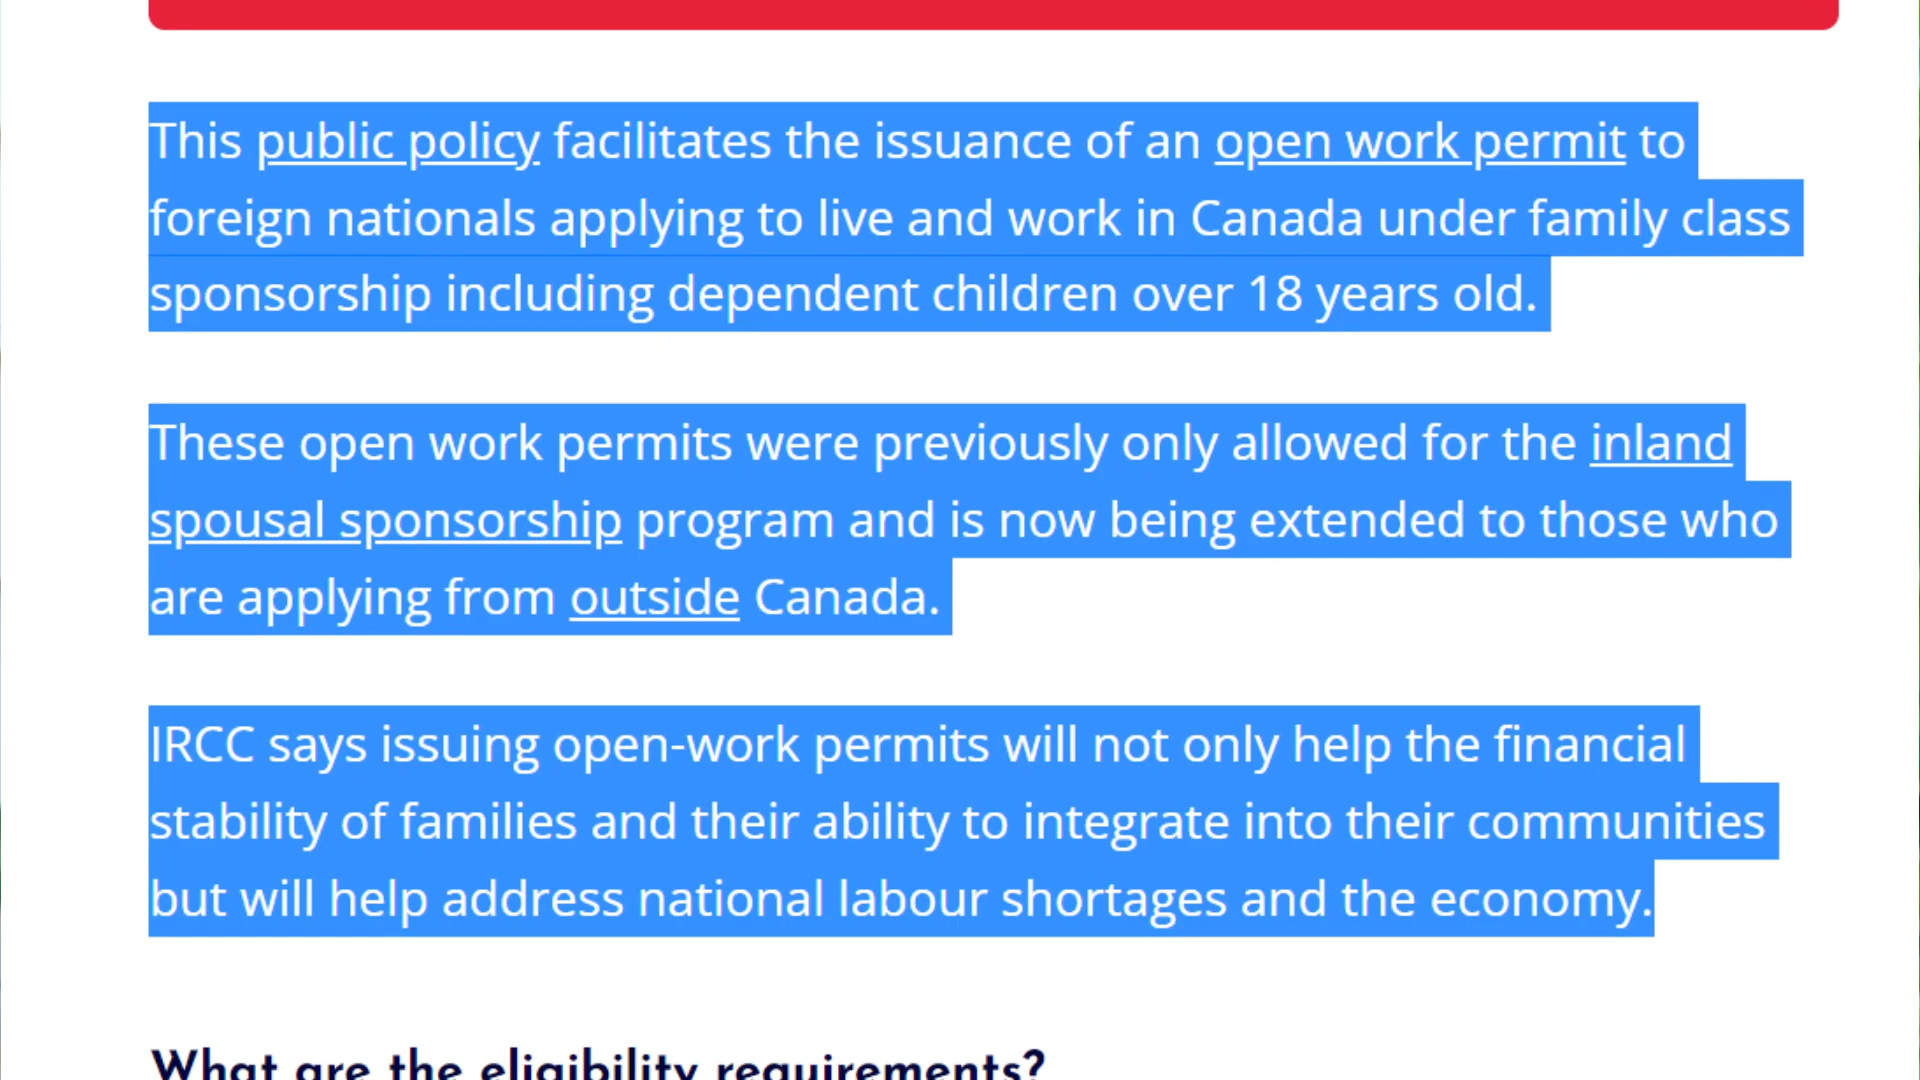 This public policy facilitates the issuance of an open work permit to
foreign nationals applying to live and work in Canada under family class
sponsorship including dependent children over 18 years old.
These open work permits were previously only allowed for the inland
spousal sponsorship program and is now being extended to those who
are applying from outside Canada.
IRCC says issuing open-work permits will not only help the financial
stability of families and their ability to integrate into their communities
but will help address national labour shortages and the economy.
What are the eligibility requirements?